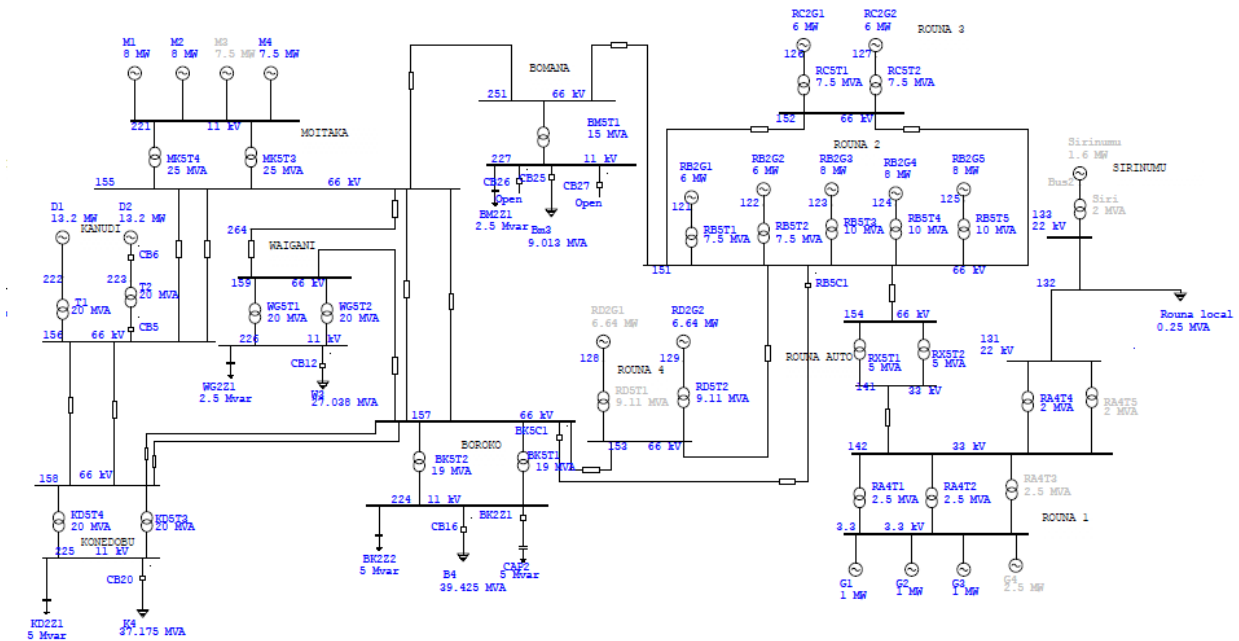 M1
8 MW
M2
8 MW
M3
7.5 MW
M4
7.5 MW
221
11 kV
MOITAKA
MK5T4
25 MVA
MK5T3
25 MVA
155
66 kV
D1
13.2 MW
D2
13.2 MW
KANUDI
CB6
222
223
T1
20 MVA
T2
20 MVA
CB5
156
66 kV
264
WAIGANI
159
66 kV
WG5T1
20 MVA
WG5T2
20 MVA
226
11 kV
CB12
WG2Z1
2.5 Mvar
W3
27.038 MVA
158
66 kV
KD5T4
20 MVA
KD5T3
20 MVA
KONEDOBU
225
11 kV
CB20
KD2Z1
5 Mvar
K4
37.175 MVA
157
66 kV
BOROKO
BK5C1
BK5T2
19 MVA
BK5T1
19 MVA
224
11 kV
BK2Z1
CB16
BK2Z2
5 Mvar
B4
39.425 MVA
CAP2
5 Mvar
BOMANA
251
66 kV
BM5T1
15 MVA
227
11 kV
CB26
Open
CB25
CB27
Open
BM2Z1
2.5 Mvar
Bm3
9.013 MVA
RC2G1
6 MW
RC2G2
6 MW
ROUNA 3
126
127
RC5T1
7.5 MVA
RC5T2
7.5 MVA
152
66 kV
ROUNA 2
RB2G1
6 MW
RB2G2
6 MW
RB2G3
8 MW
RB2G4
8 MW
RB2G5
8 MW
121
122
123
124
125
RB5T1
7.5 MVA
RB5T2
7.5 MVA
RB5T3
10 MVA
RB5T4
10 MVA
RB5T5
10 MVA
151
66 kV
RB5C1
RD2G1
6.64 MW
RD2G2
6.64 MW
128
129
ROUNA 4
RD5T1
9.11 MVA
RD5T2
9.11 MVA
153
66 kV
154
66 kV
ROUNA AUTO
RX5T1
5 MVA
RX5T2
5 MVA
141
33 kV
142
33 kV
RA4T1
2.5 MVA
RA4T2
2.5 MVA
RA4T3
2.5 MVA
ROUNA 1
3.3
3.3 kV
G1
1 MW
G2
1 MW
G3
1 MW
G4
2.5 MW
Sirinumu
1.6 MW
SIRINUMU
Bus2
Siri
2 MVA
133
22 kV
132
Rouna local
0.25 MVA
131
22 kV
RA4T4
2 MVA
RA4T5
2 MVA